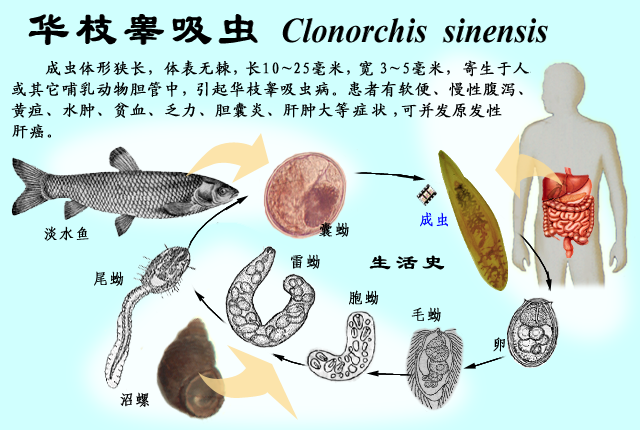 华枝睾吸虫 Clonorchis sinensis
成虫体形狭长，体表无棘，长10~25毫米，宽 3~5毫米，寄生于人
或其它哺乳动物胆管中，引起华枝睾吸虫病。患者有软便、慢性腹泻、
黄疸、水肿、贫血、乏力、胆囊炎、肝肿大等症状，可并发原发性
肝癌。
淡水鱼
囊蚴
成虫
尾蚴
雷蚴
生活史
胞蚴
毛蚴
卵
沼螺